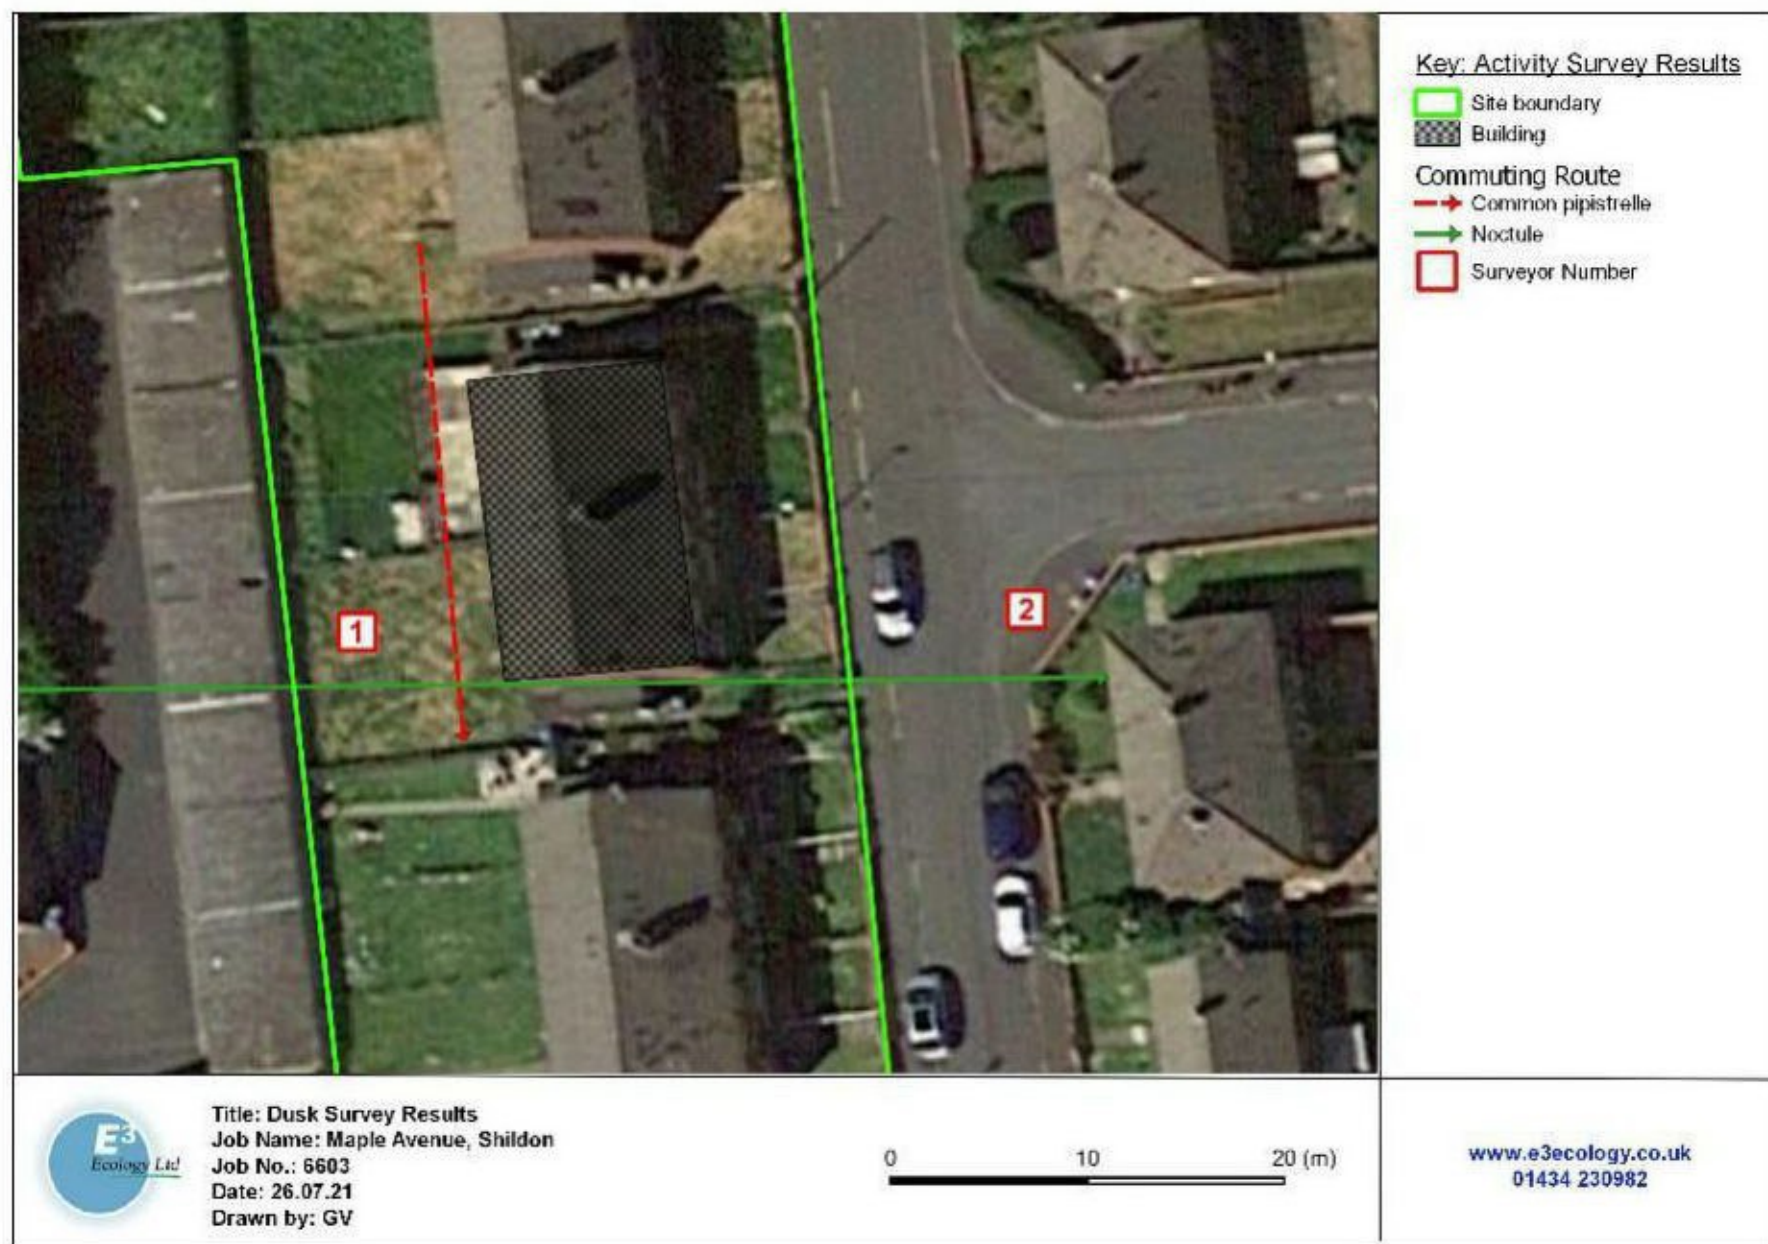 Key: Activity Survey Results
Site boundary
Building
Commuting Route
Common pipistrelle
Noctule
Surveyor Number
1
2
E3
Ecology Ltd
Title: Dusk Survey Results
Job Name: Maple Avenue, Shildon
Job No.: 6603
Date: 26.07.21
Drawn by: GV
0 10 20 (m)
www.e3ecology.co.uk
01434 230982